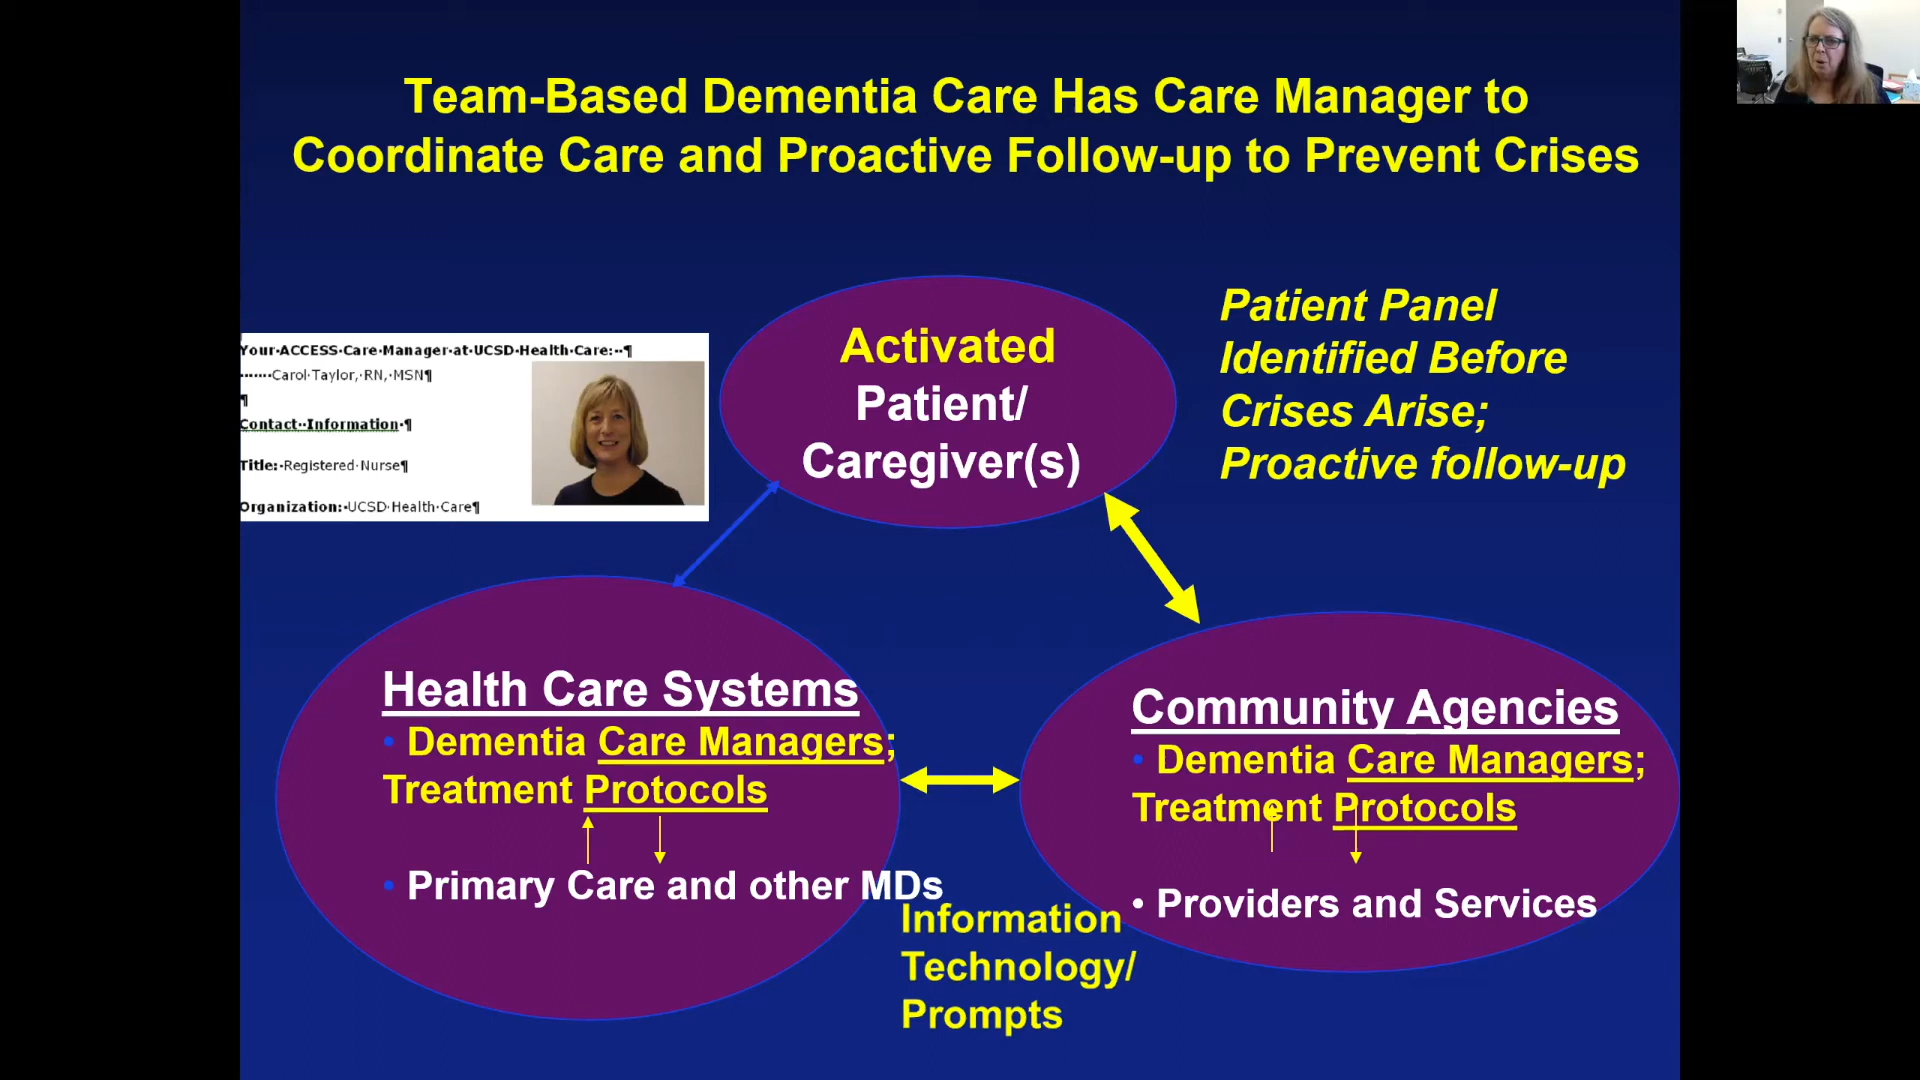 Team-Based Dementia Care Has Care Manager to
Coordinate Care and Proactive Follow-up to Prevent Crises
Your·ACCESS·Care·Manager·at·UCSD·Health·Care:··¶
·······Carol·Taylor,·RN,·MSN¶
¶
Contact··Information·¶
Title:·Registered·Nurse¶
Organization:·UCSD·Health·Care¶
Activated
Patient/
Caregiver(s)
Patient Panel
Identified Before
Crises Arise;
Proactive follow-up
Health Care Systems
• Dementia Care Managers;
Treatment Protocols
• Primary Care and other MDs
Community Agencies
• Dementia Care Managers;
Treatment Protocols
• Providers and Services
Information
Technology/
Prompts